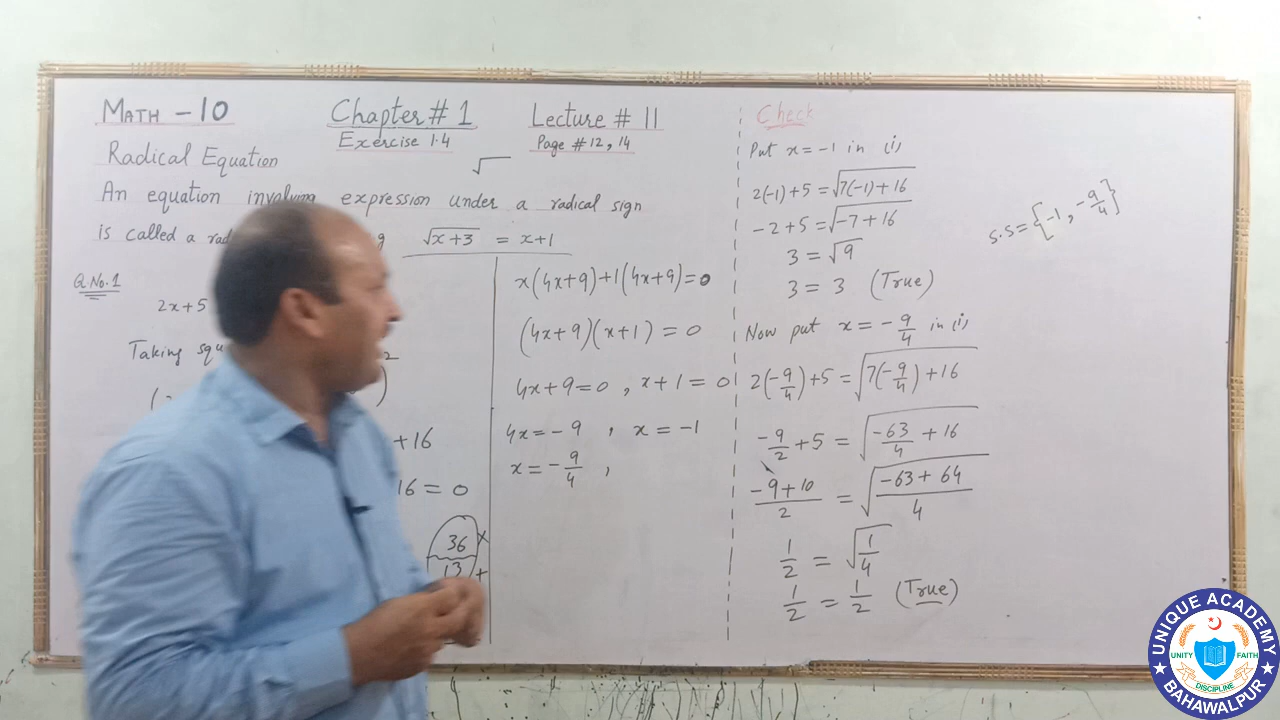 MATH - 10 Chapter # 1 Lecture # 11
Exercise 1.4 Page # 12, 14
Radical Equation √
An equation involving expression under a radical sign
is called a √x+3 = x+1
Q.No.1
2x+5
Taking 2
)
+16
16 = 0
36 ×
13 +
x(4x+9)+1(4x+9)=0
(4x+9)(x+1) = 0
4x+9=0 , x+1=0
4x=-9 , x=-1
x=-9/4 ,
Check
Put x=-1 in (i)
2(-1)+5=√7(-1)+16
-2+5=√-7+16
3=√9
3=3 (True)
Now put x=-9/4 in (i)
2(-9/4)+5=√7(-9/4)+16
-9/2+5=√-63/4+16
-9+10/2=√-63+64/4
1/2=√1/4
1/2=1/2 (True)
S.S={-1, -9/4}
UNIQUE ACADEMY
UNITY FAITH
DISCIPLINE
BAHAWALPUR